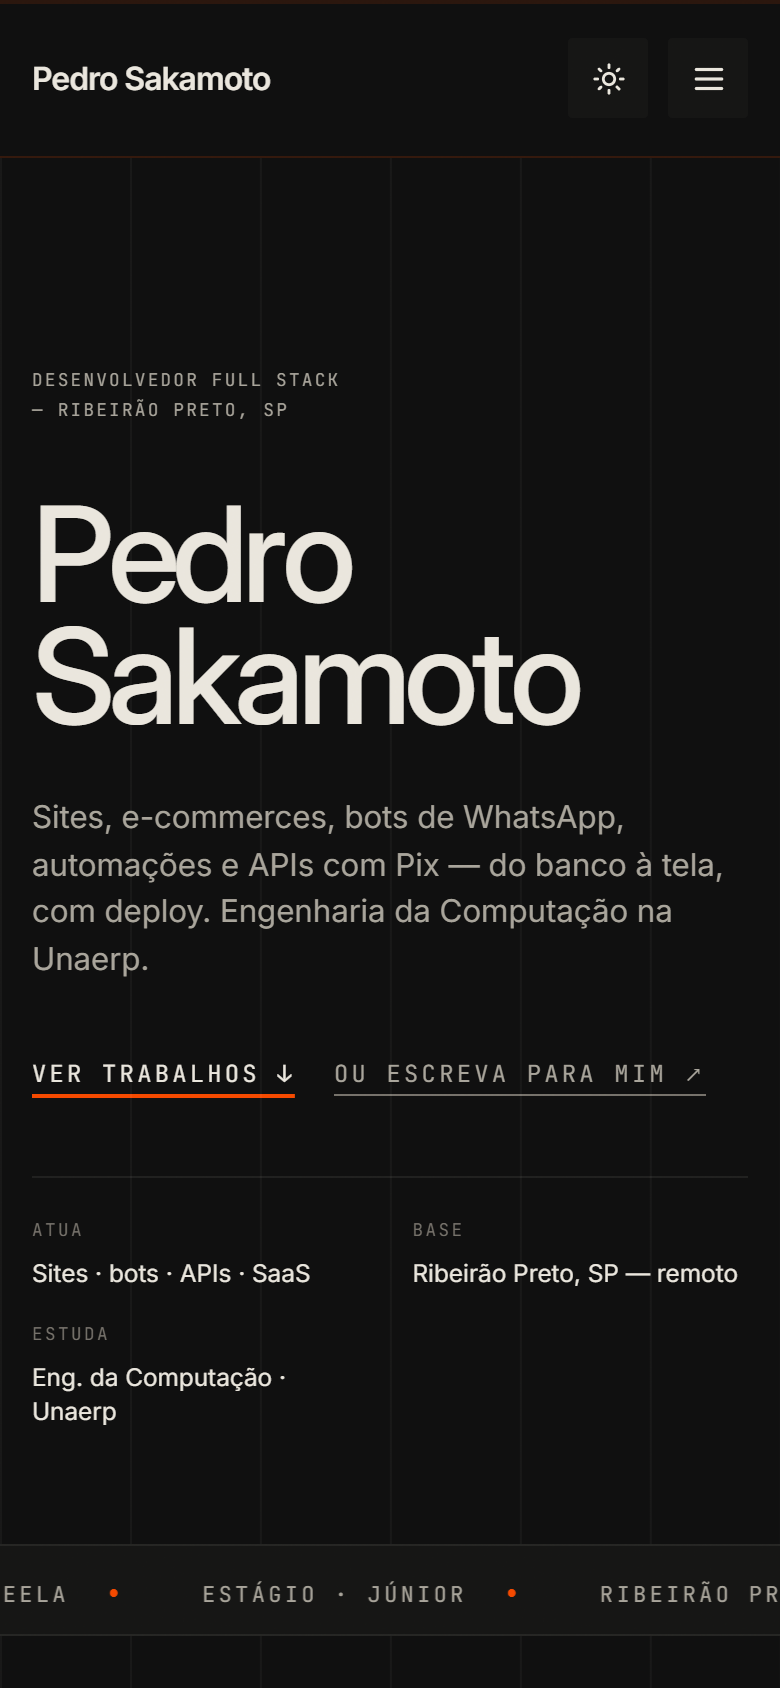 Pedro Sakamoto
DESENVOLVEDOR FULL STACK
— RIBEIRÃO PRETO, SP
Pedro
Sakamoto
Sites, e-commerces, bots de WhatsApp,
automações e APIs com Pix — do banco à tela,
com deploy. Engenharia da Computação na
Unaerp.
VER TRABALHOS ↓ OU ESCREVA PARA MIM ↗
ATUA
Sites · bots · APIs · SaaS
BASE
Ribeirão Preto, SP — remoto
ESTUDA
Eng. da Computação ·
Unaerp
EELA • ESTÁGIO · JÚNIOR • RIBEIRÃO PR